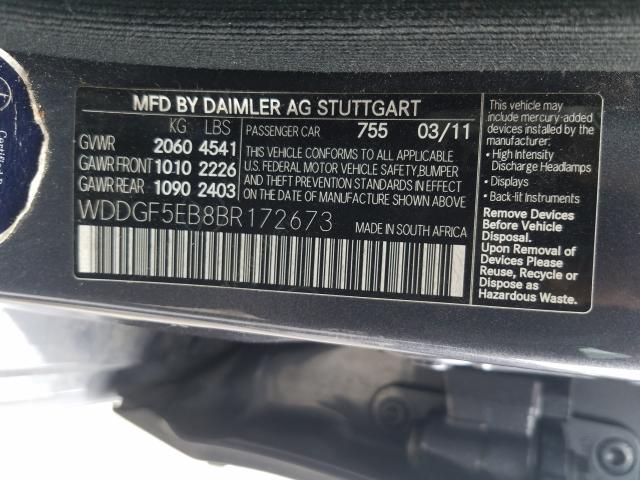 MFD BY DAIMLER AG STUTTGART
KG LBS
GVWR 2060 4541
GAWR FRONT 1010 2226
GAWR REAR 1090 2403
PASSENGER CAR 755 03/11
THIS VEHICLE CONFORMS TO ALL APPLICABLE
U.S. FEDERAL MOTOR VEHICLE SAFETY, BUMPER
AND THEFT PREVENTION STANDARDS IN EFFECT
ON THE DATE OF MANUFACTURE SHOWN ABOVE
WDDGF5EB8BR172673
MADE IN SOUTH AFRICA
This vehicle may
include mercury-added
devices installed by the
manufacturer:
• High Intensity
Discharge Headlamps
• Displays
• Back-lit Instruments
Remove Devices
Before Vehicle
Disposal.
Upon Removal of
Devices Please
Reuse, Recycle or
Dispose as
Hazardous Waste.
Certified